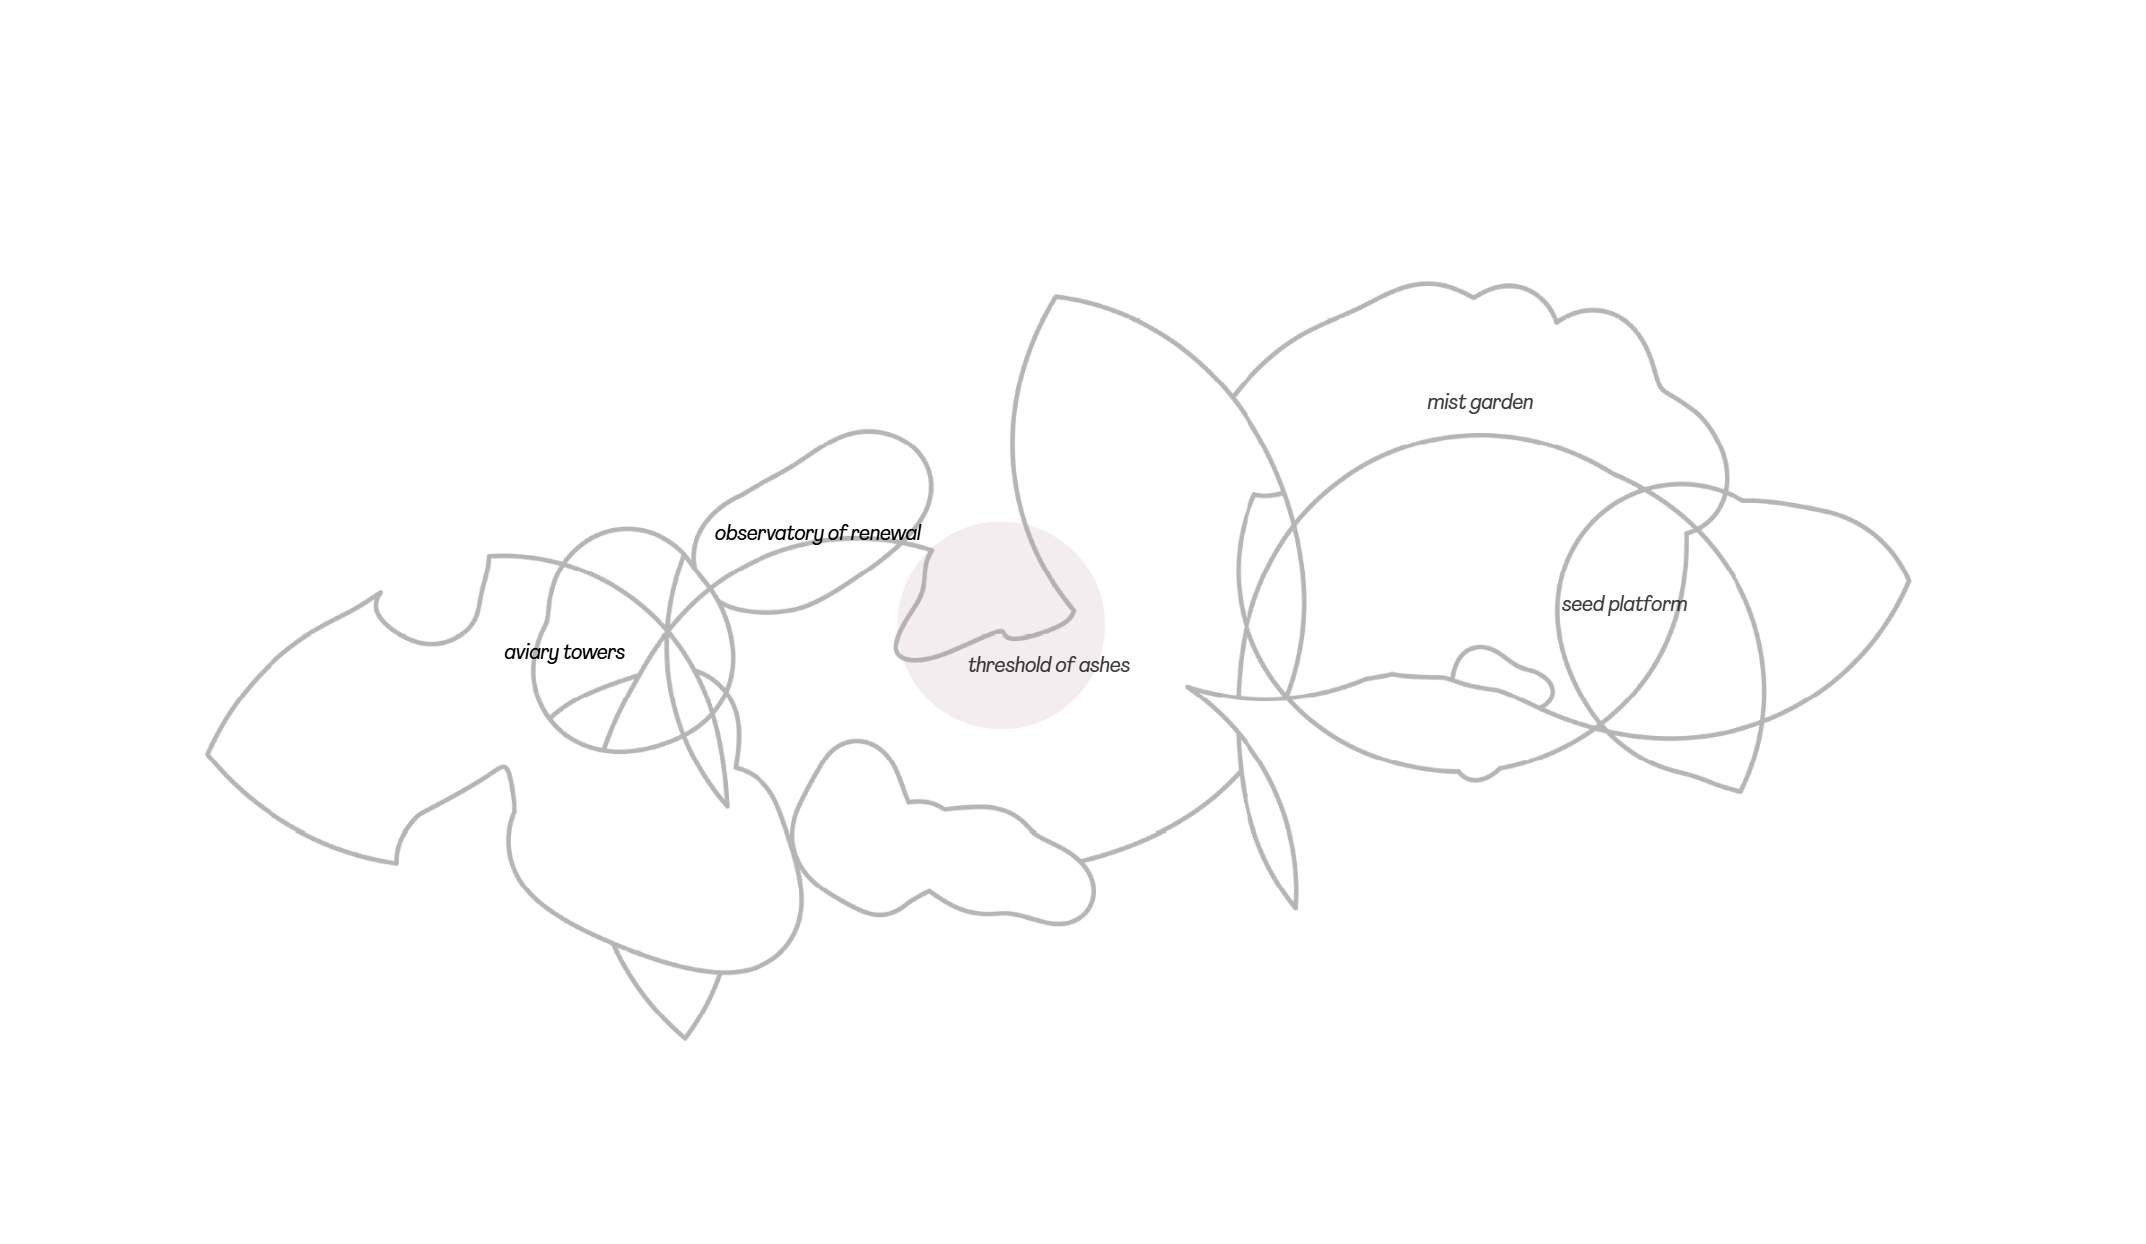 mist garden
observatory of renewal
seed platform
aviary towers
threshold of ashes